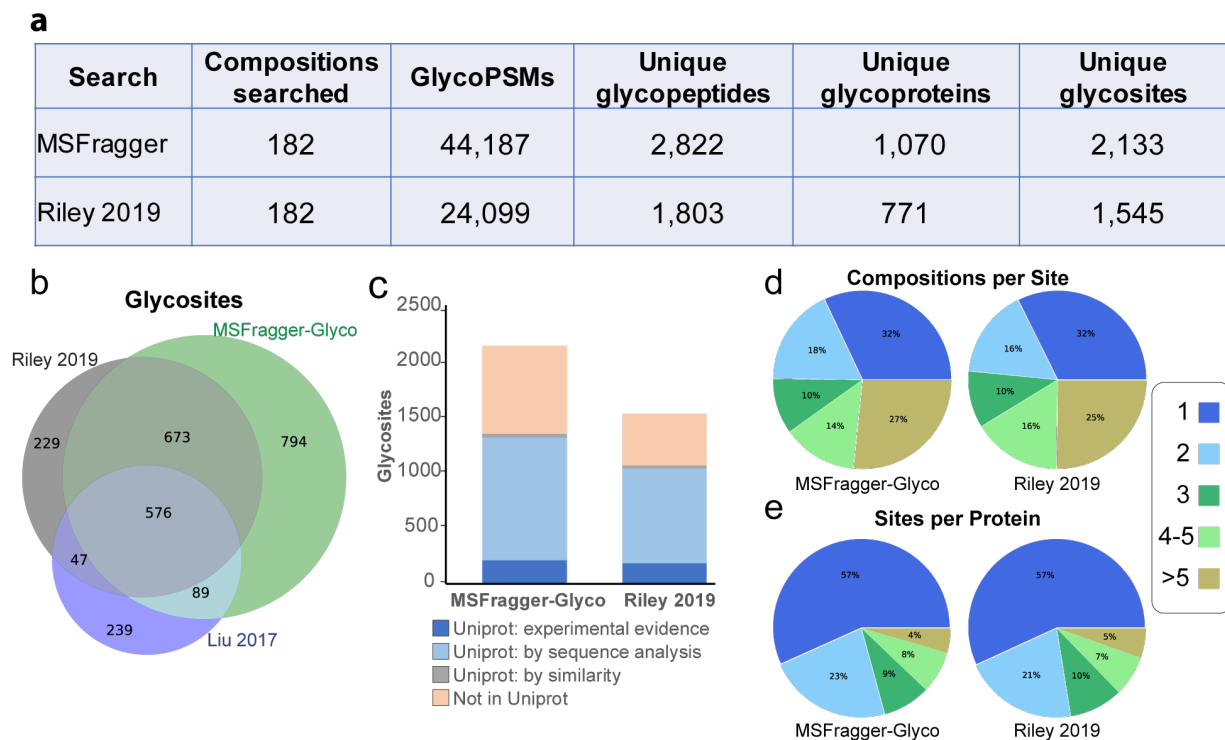 a
Search
Compositions searched
GlycoPSMs
Unique glycopeptides
Unique glycoproteins
Unique glycosites
MSFragger
182
44,187
2,822
1,070
2,133
Riley 2019
182
24,099
1,803
771
1,545
b
Glycosites
MSFragger-Glyco
Riley 2019
229
673
794
576
47
89
239
Liu 2017
c
2500
2000
1500
1000
500
0
Glycosites
MSFragger-Glyco
Riley 2019
Uniprot: experimental evidence
Uniprot: by sequence analysis
Uniprot: by similarity
Not in Uniprot
d
Compositions per Site
32%
18%
10%
14%
27%
MSFragger-Glyco
32%
16%
10%
16%
25%
Riley 2019
e
Sites per Protein
57%
23%
9%
8%
4%
MSFragger-Glyco
57%
21%
10%
7%
5%
Riley 2019
1
2
3
4-5
>5